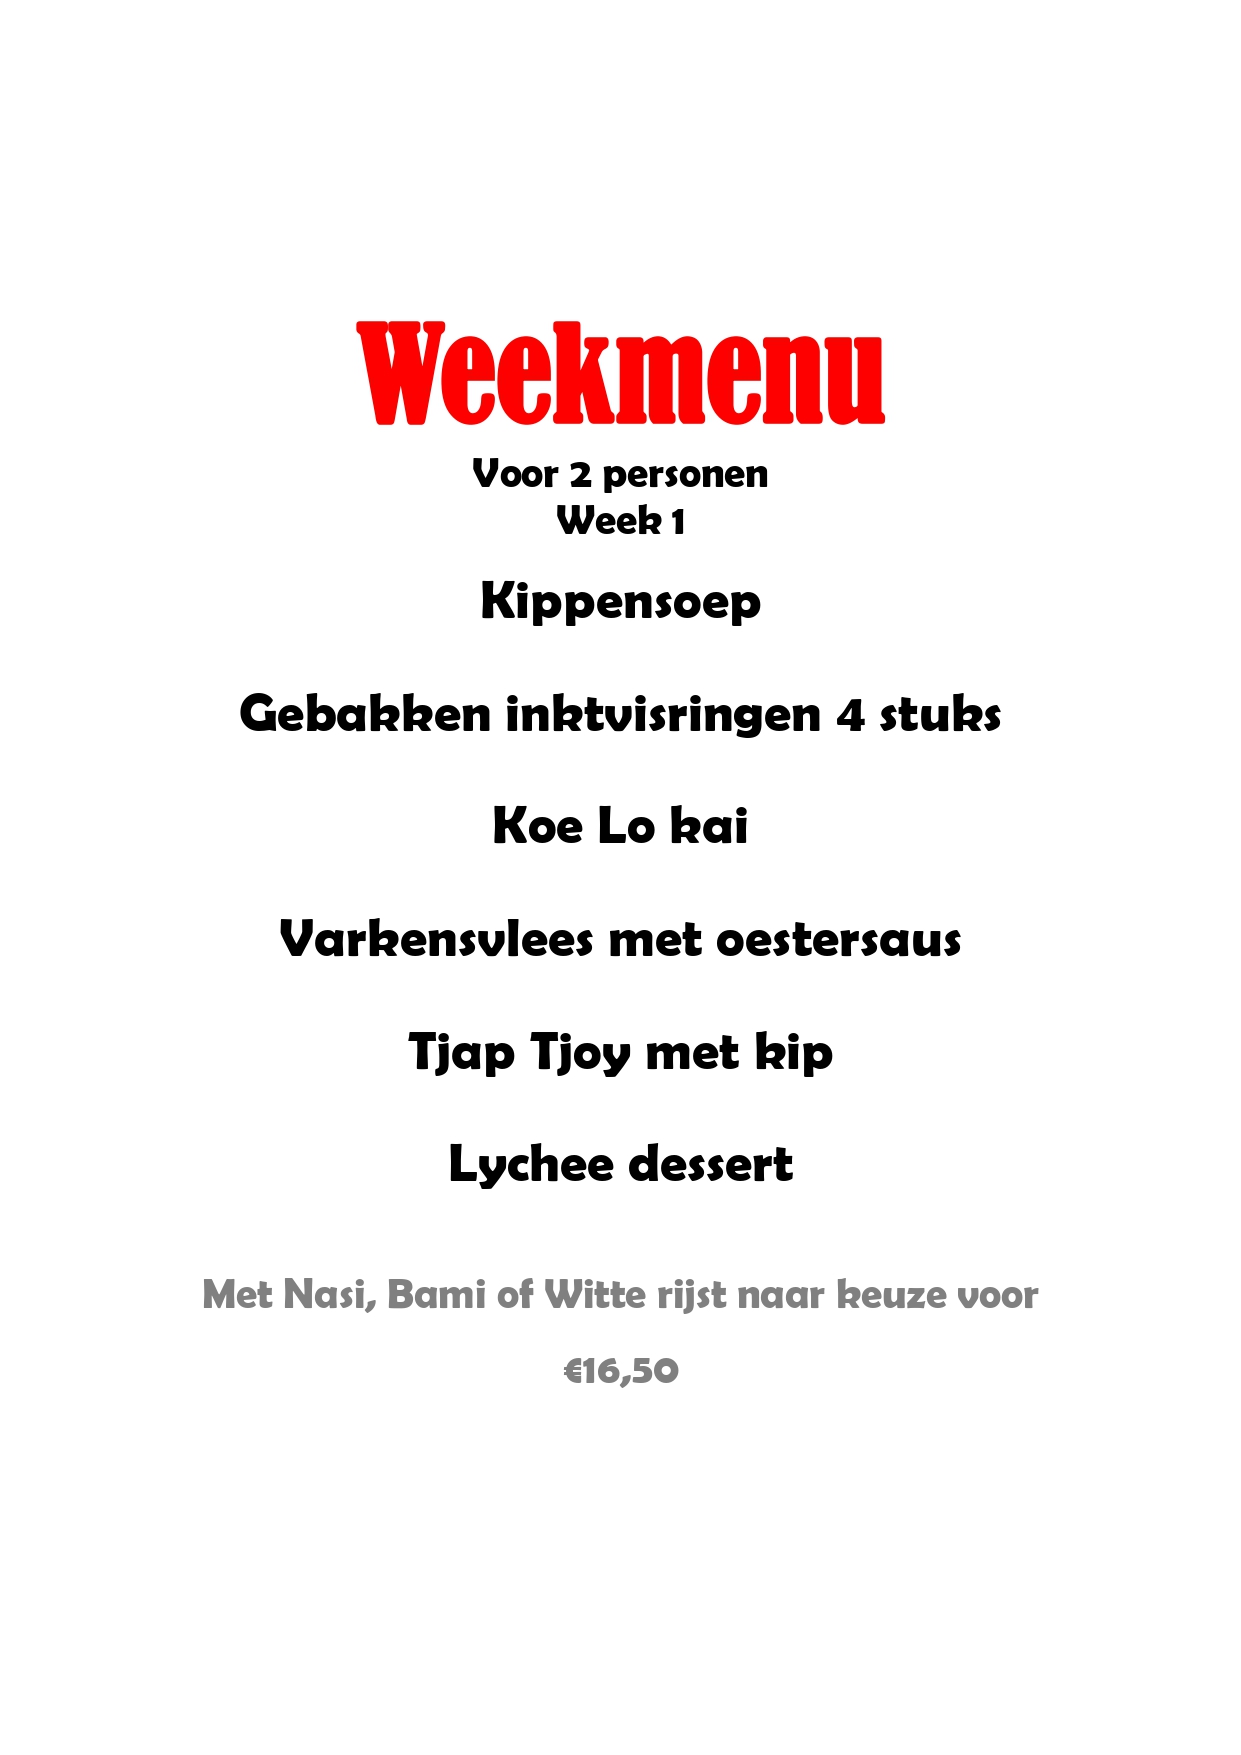 Weekmenu
Voor 2 personen
Week 1
Kippensoep
Gebakken inktvisringen 4 stuks
Koe Lo kai
Varkensvlees met oestersaus
Tjap Tjoy met kip
Lychee dessert
Met Nasi, Bami of Witte rijst naar keuze voor
€16,50